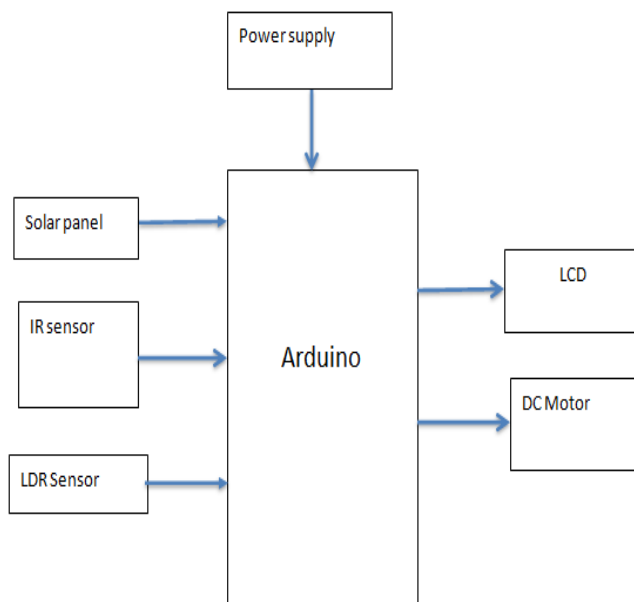 Power supply
Solar panel
IR sensor
LDR Sensor
Arduino
LCD
DC Motor